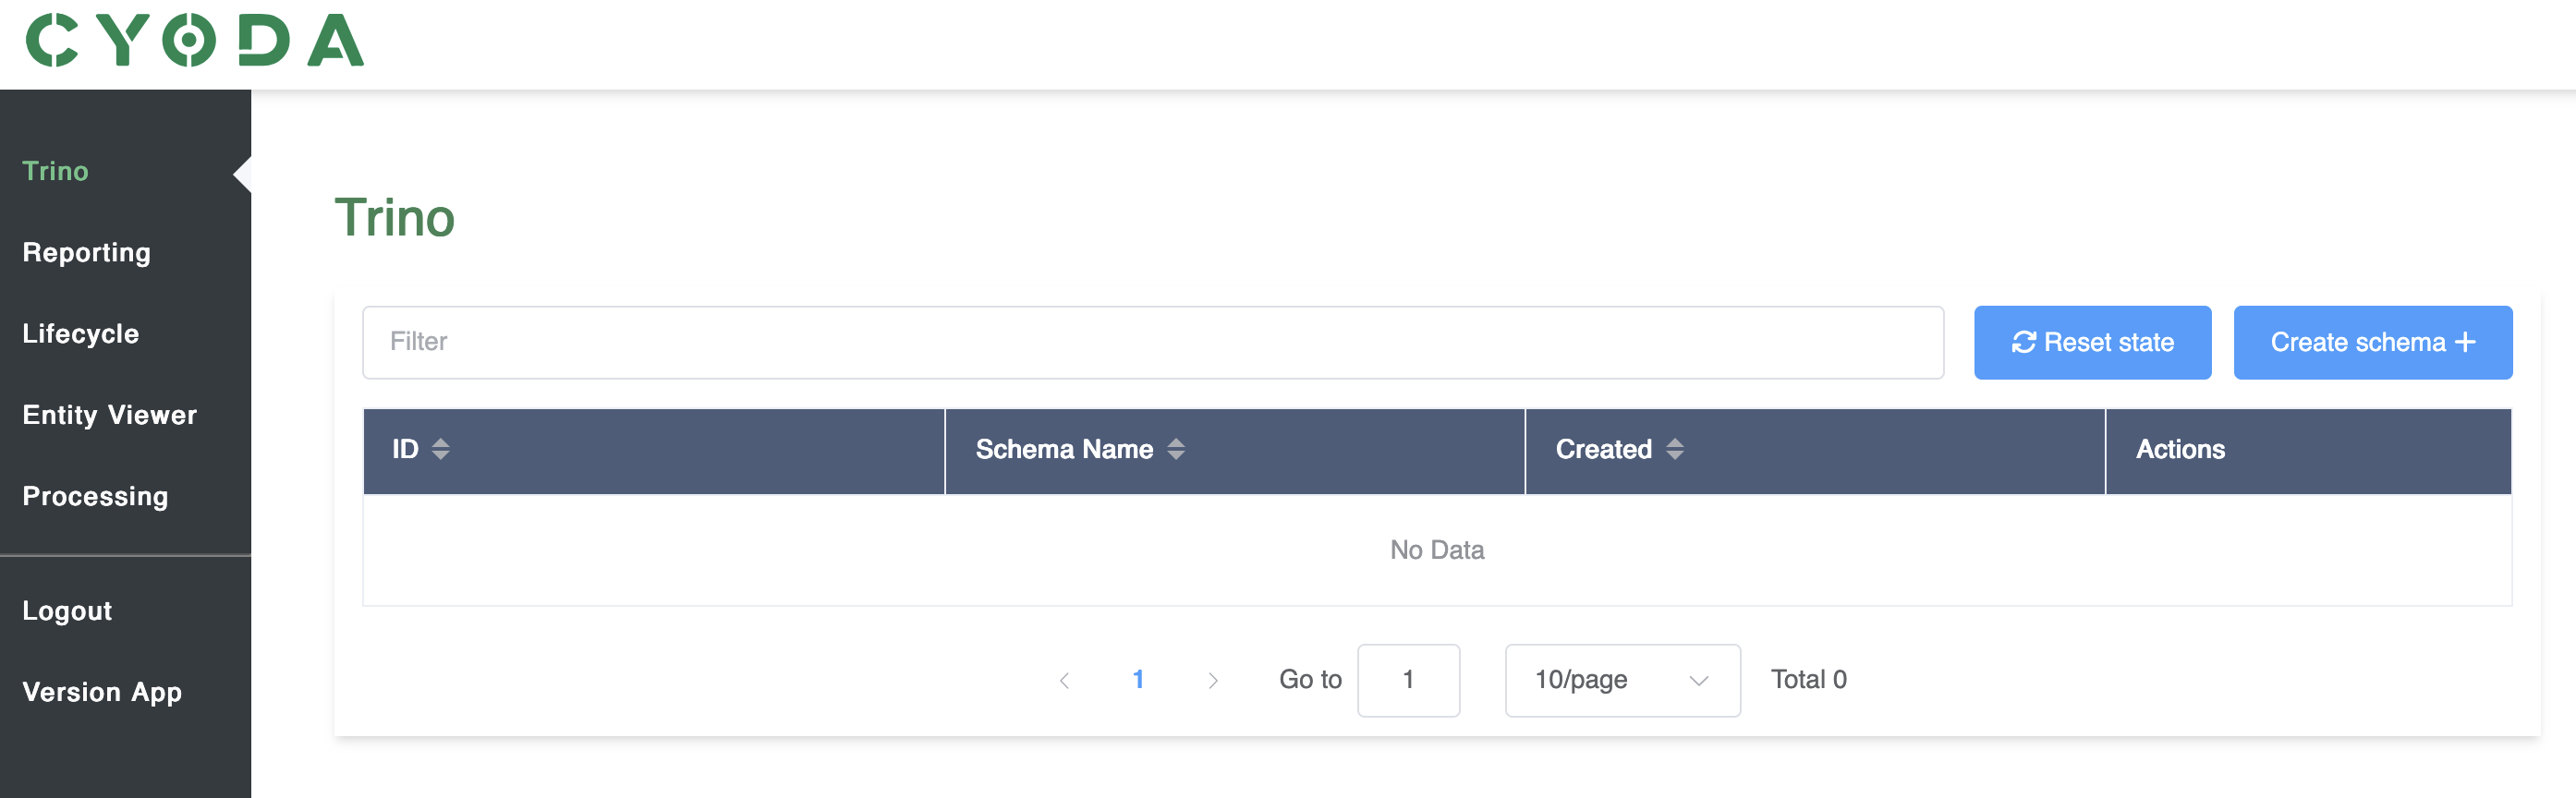 CYODA
Trino
Reporting
Lifecycle
Entity Viewer
Processing
Logout
Version App
Trino
Filter
Reset state
Create schema
ID
Schema Name
Created
Actions
No Data
1
Go to
1
10/page
Total 0